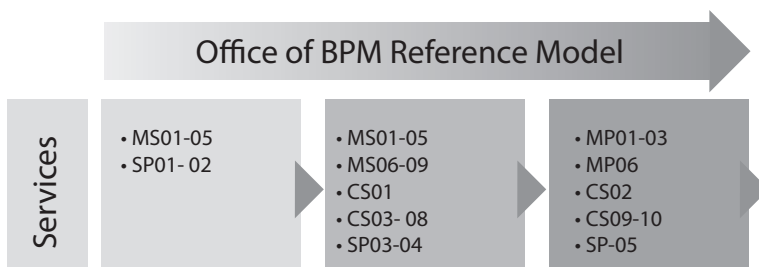 Office of BPM Reference Model
Services
• MS01-05
• SP01- 02
• MS01-05
• MS06-09
• CS01
• CS03- 08
• SP03-04
• MP01-03
• MP06
• CS02
• CS09-10
• SP-05